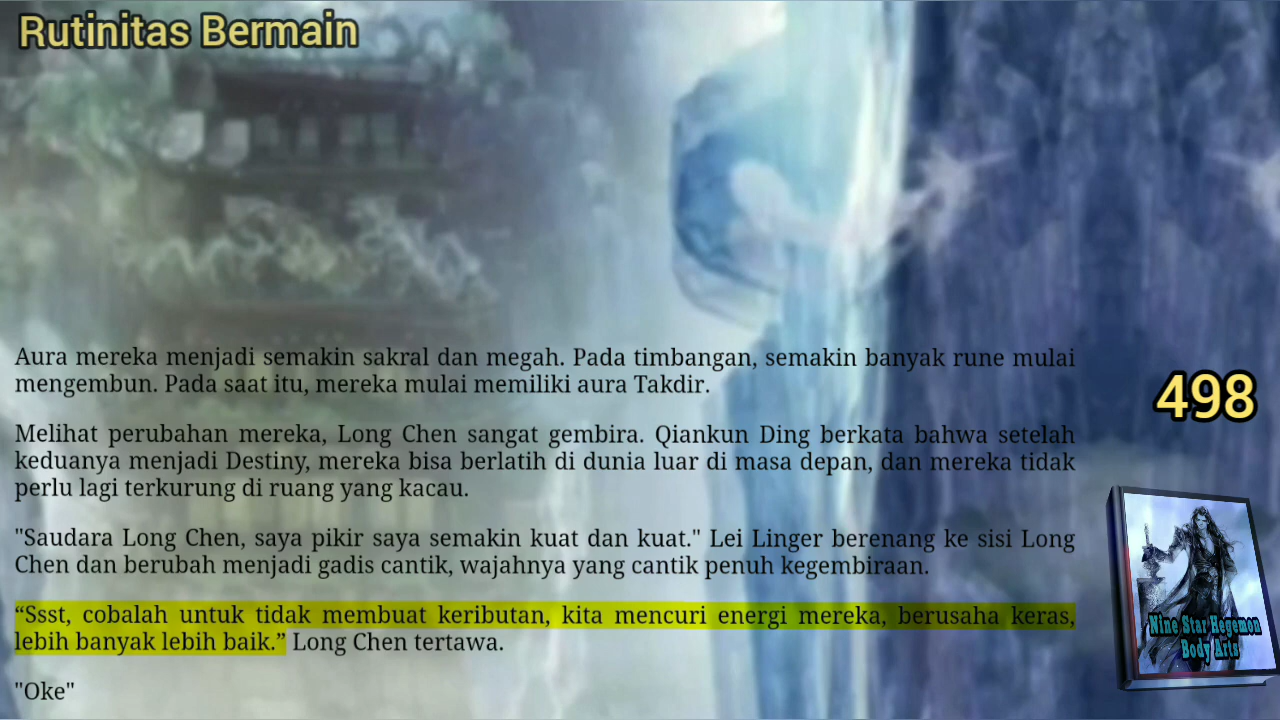 Rutinitas Bermain
Aura mereka menjadi semakin sakral dan megah. Pada timbangan, semakin banyak rune mulai
mengembun. Pada saat itu, mereka mulai memiliki aura Takdir.
Melihat perubahan mereka, Long Chen sangat gembira. Qiankun Ding berkata bahwa setelah
keduanya menjadi Destiny, mereka bisa berlatih di dunia luar di masa depan, dan mereka tidak
perlu lagi terkurung di ruang yang kacau.
"Saudara Long Chen, saya pikir saya semakin kuat dan kuat." Lei Linger berenang ke sisi Long
Chen dan berubah menjadi gadis cantik, wajahnya yang cantik penuh kegembiraan.
“Ssst, cobalah untuk tidak membuat keributan, kita mencuri energi mereka, berusaha keras,
lebih banyak lebih baik.” Long Chen tertawa.
"Oke"
498
Nine Star Hegemon
Body Arts